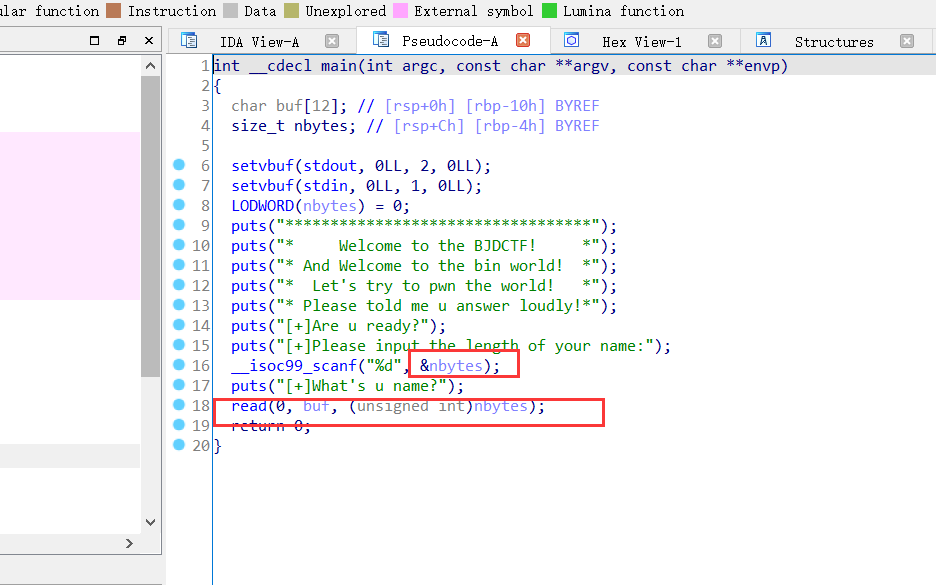 ular function Instruction Data Unexplored External symbol Lumina function
IDA View-A Pseudocode-A Hex View-1 Structures
1 int __cdecl main(int argc, const char **argv, const char **envp)
2 {
3 char buf[12]; // [rsp+0h] [rbp-10h] BYREF
4 size_t nbytes; // [rsp+Ch] [rbp-4h] BYREF
5
6 setvbuf(stdout, 0LL, 2, 0LL);
7 setvbuf(stdin, 0LL, 1, 0LL);
8 LODWORD(nbytes) = 0;
9 puts("**********************************");
10 puts("*     Welcome to the BJDCTF!     *");
11 puts("* And Welcome to the bin world!  *");
12 puts("*  Let's try to pwn the world!   *");
13 puts("* Please told me u answer loudly!*");
14 puts("[+]Are u ready?");
15 puts("[+]Please input the length of your name:");
16 __isoc99_scanf("%d", &nbytes);
17 puts("[+]What's u name?");
18 read(0, buf, (unsigned int)nbytes);
19 return 0;
20 }